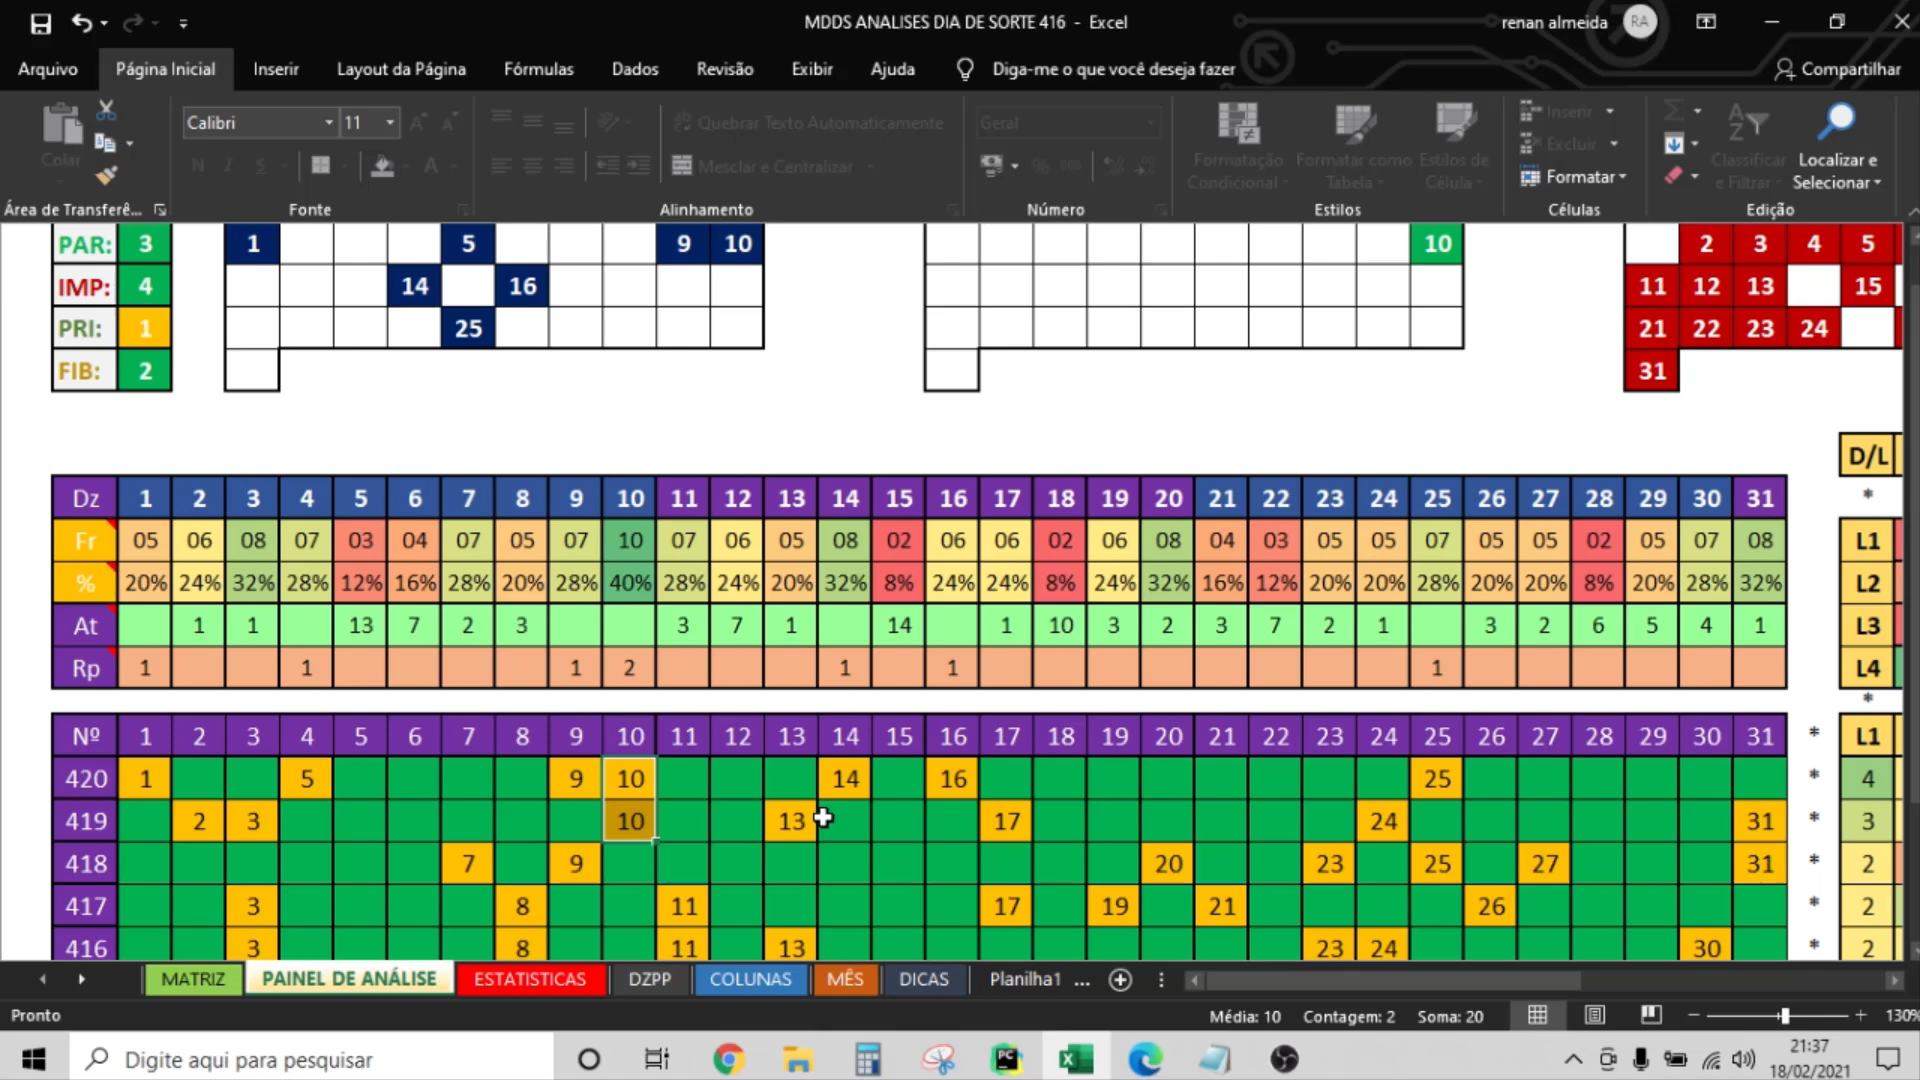 MDDS ANALISES DIA DE SORTE 416 - Excel
renan almeida RA
Arquivo Página Inicial Inserir Layout da Página Fórmulas Dados Revisão Exibir Ajuda Diga-me o que você deseja fazer Compartilhar
Calibri 11 Quebrar Texto Automaticamente Geral Inserir
Colar N I S A Mesclar e Centralizar % 000 Formatação Condicional Formatar como Tabela Estilos de Célula Excluir Formatar Classificar e Filtrar Localizar e Selecionar
Área de Transferê... Fonte Alinhamento Número Estilos Células Edição
PAR: 3 1 5 9 10 10 2 3 4 5
IMP: 4 14 16 11 12 13 15
PRI: 1 25 21 22 23 24
FIB: 2 31
D/L
Dz 1 2 3 4 5 6 7 8 9 10 11 12 13 14 15 16 17 18 19 20 21 22 23 24 25 26 27 28 29 30 31 *
Fr 05 06 08 07 03 04 07 05 07 10 07 06 05 08 02 06 06 02 06 08 04 03 05 05 07 05 05 02 05 07 08 L1
% 20% 24% 32% 28% 12% 16% 28% 20% 28% 40% 28% 24% 20% 32% 8% 24% 24% 8% 24% 32% 16% 12% 20% 20% 28% 20% 20% 8% 20% 28% 32% L2
At 1 1 13 7 2 3 3 7 1 14 1 10 3 2 3 7 2 1 3 2 6 5 4 1 L3
Rp 1 1 1 2 1 1 1 L4
*
Nº 1 2 3 4 5 6 7 8 9 10 11 12 13 14 15 16 17 18 19 20 21 22 23 24 25 26 27 28 29 30 31 * L1
420 1 5 9 10 14 16 25 * 4
419 2 3 10 13 17 24 31 * 3
418 7 9 20 23 25 27 31 * 2
417 3 8 11 17 19 21 26 * 2
416 3 8 11 13 23 24 30 * 2
MATRIZ PAINEL DE ANÁLISE ESTATISTICAS DZPP COLUNAS MÊS DICAS Planilha1 ...
Pronto Média: 10 Contagem: 2 Soma: 20 130%
Digite aqui para pesquisar PC 21:37
18/02/2021